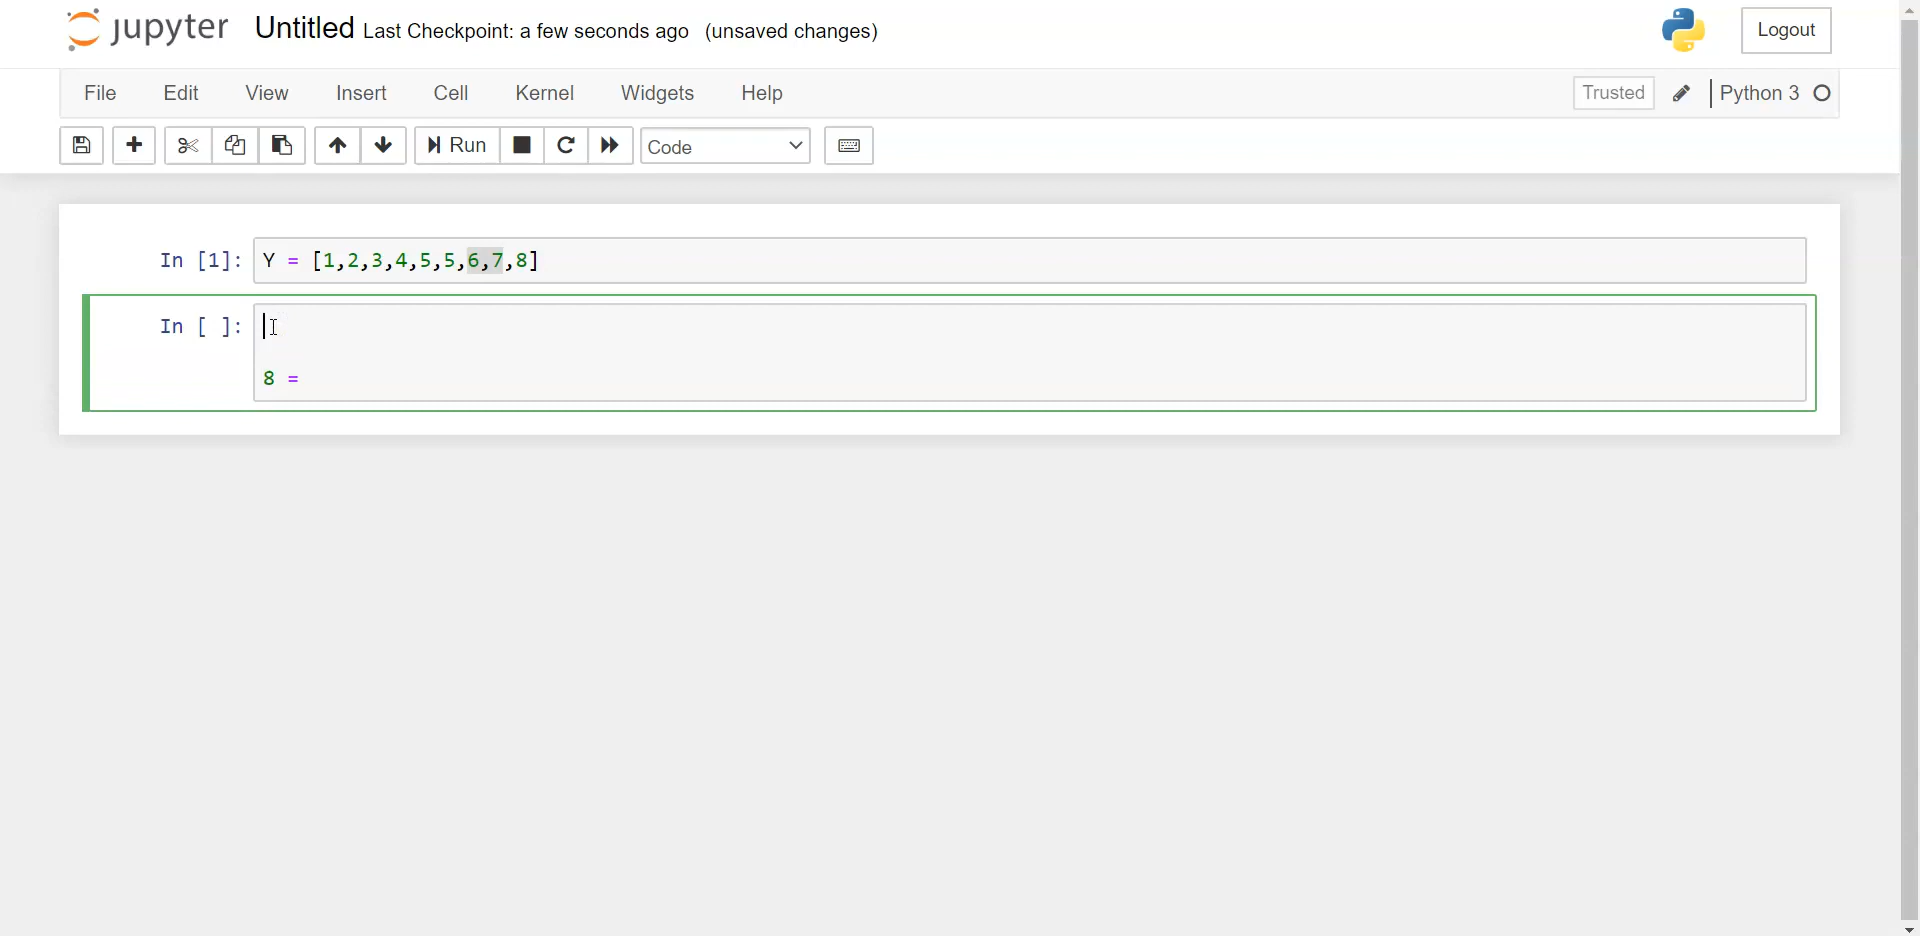 jupyter Untitled Last Checkpoint: a few seconds ago (unsaved changes) Logout
File Edit View Insert Cell Kernel Widgets Help Trusted Python 3
Run Code
In [1]: Y = [1,2,3,4,5,5,6,7,8]
In [ ]:
8 =